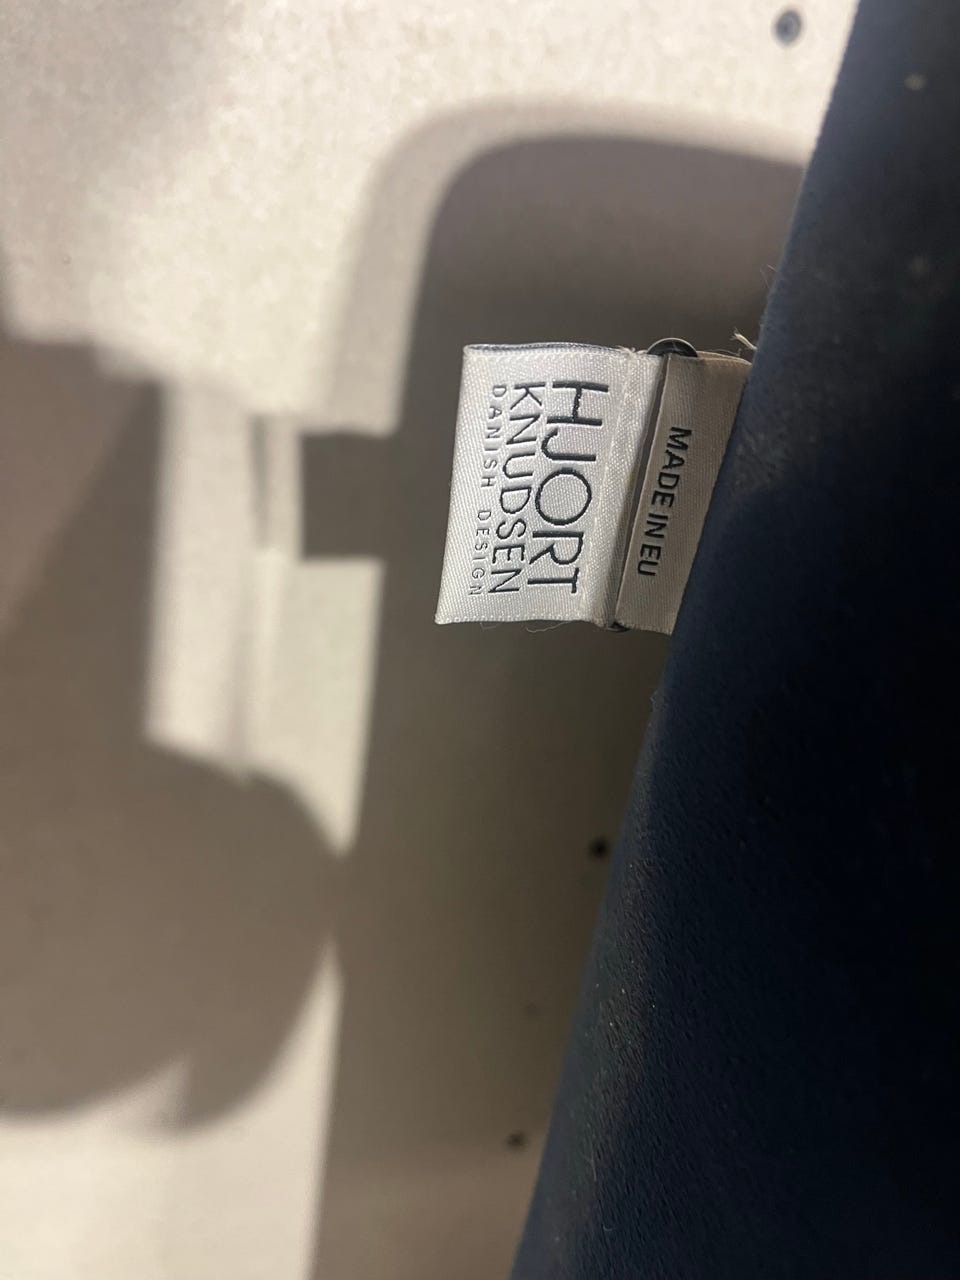 MADE IN EU
HJORT
KNUDSEN
DANISH DESIGN